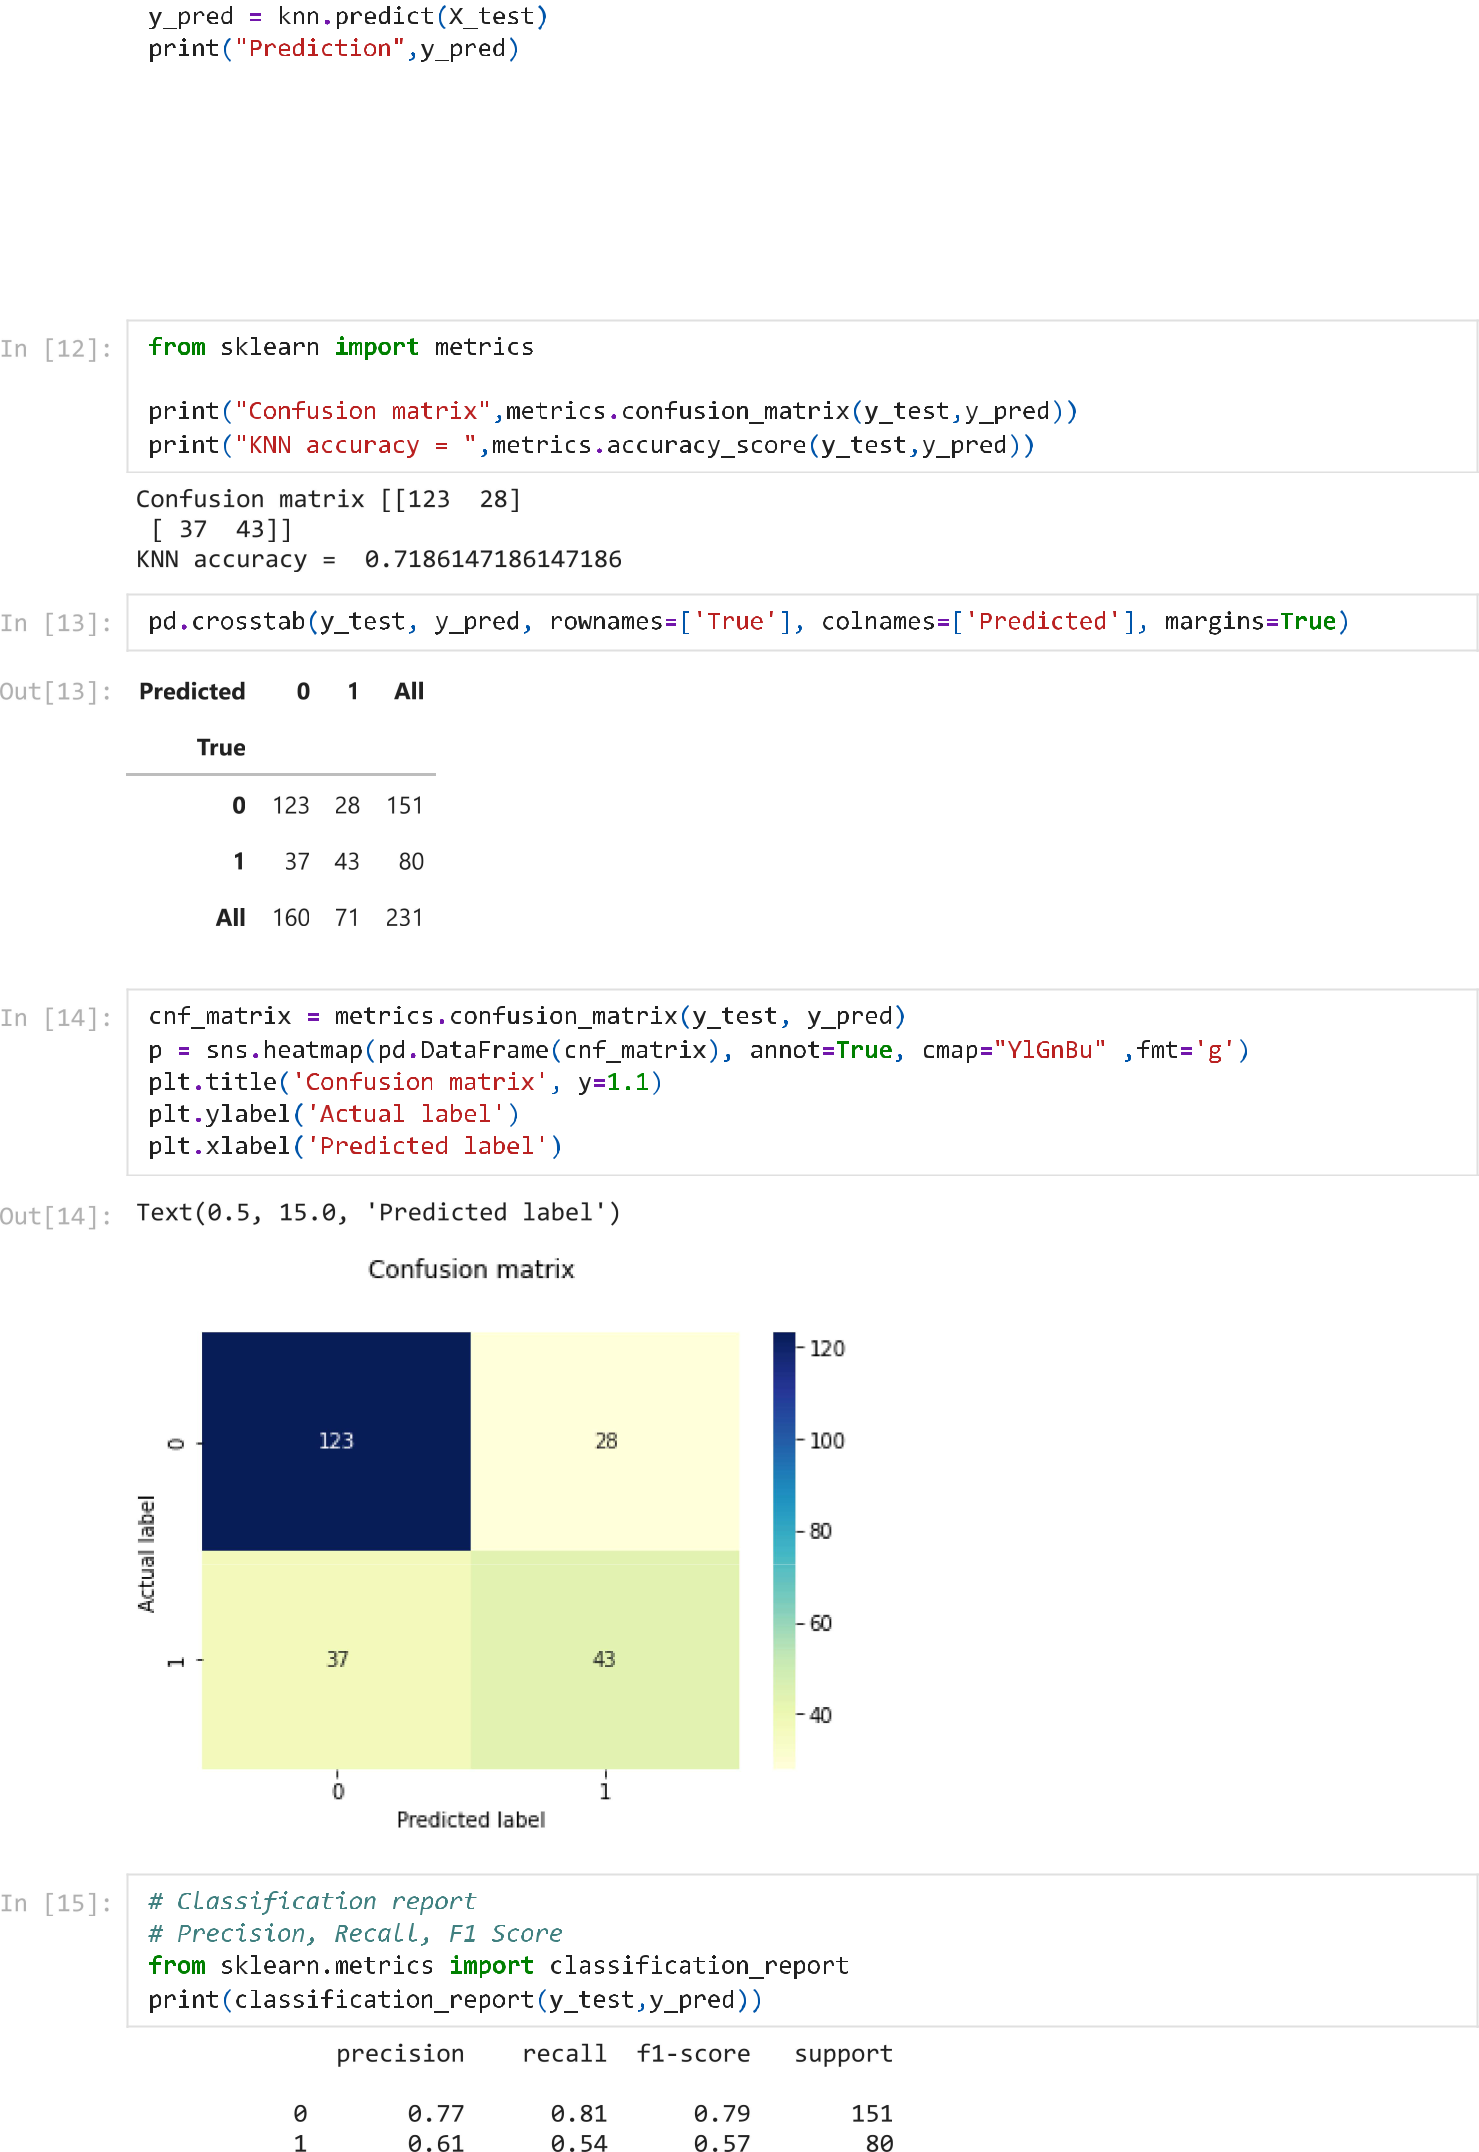 y_pred = knn.predict(X_test)
print("Prediction",y_pred)
In [12]:
from sklearn import metrics
print("Confusion matrix",metrics.confusion_matrix(y_test,y_pred))
print("KNN accuracy = ",metrics.accuracy_score(y_test,y_pred))
Confusion matrix [[123  28]
 [ 37  43]]
KNN accuracy =  0.7186147186147186
In [13]:
pd.crosstab(y_test, y_pred, rownames=['True'], colnames=['Predicted'], margins=True)
Out[13]:
Predicted 0 1 All
True
0 123 28 151
1 37 43 80
All 160 71 231
In [14]:
cnf_matrix = metrics.confusion_matrix(y_test, y_pred)
p = sns.heatmap(pd.DataFrame(cnf_matrix), annot=True, cmap="YlGnBu" ,fmt='g')
plt.title('Confusion matrix', y=1.1)
plt.ylabel('Actual label')
plt.xlabel('Predicted label')
Out[14]:
Text(0.5, 15.0, 'Predicted label')
Confusion matrix
123 28
37 43
0
1
Actual label
0 1
Predicted label
120
100
80
60
40
In [15]:
# Classification report
# Precision, Recall, F1 Score
from sklearn.metrics import classification_report
print(classification_report(y_test,y_pred))
precision recall f1-score support
0 0.77 0.81 0.79 151
1 0.61 0.54 0.57 80